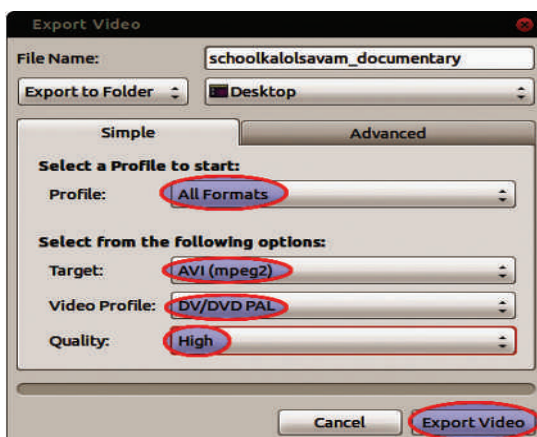 Export Video
File Name: schoolkalolsavam_documentary
Export to Folder Desktop
Simple Advanced
Select a Profile to start:
Profile: All Formats
Select from the following options:
Target: AVI (mpeg2)
Video Profile: DV/DVD PAL
Quality: High
Cancel Export Video